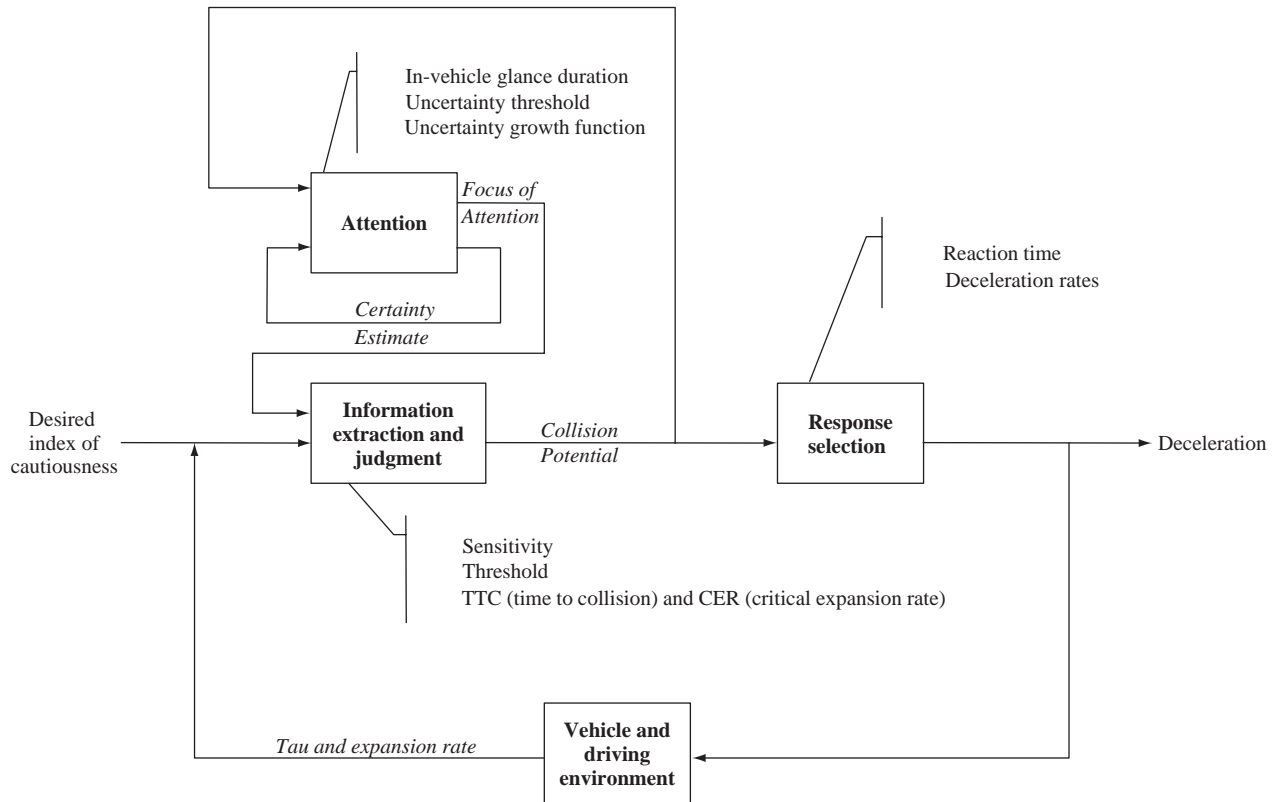 In-vehicle glance duration
Uncertainty threshold
Uncertainty growth function
Focus of
Attention
Attention
Certainty
Estimate
Reaction time
Deceleration rates
Desired
index of
cautiousness
Information
extraction and
judgment
Collision
Potential
Response
selection
Deceleration
Sensitivity
Threshold
TTC (time to collision) and CER (critical expansion rate)
Tau and expansion rate
Vehicle and
driving
environment